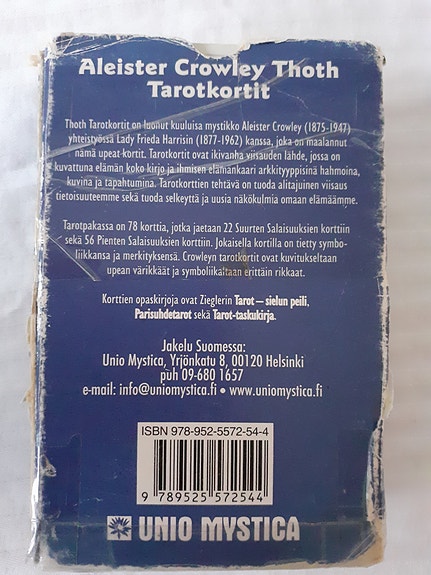 Aleister Crowley Thoth
Tarotkortit
Thoth Tarotkortit on luonut kuuluisa mystikko Aleister Crowley (1875-1947)
yhteistyössä Lady Frieda Harrisin (1877-1962) kanssa, joka on maalannut
nämä upeat kortit. Tarotkortit ovat ikivanha viisauden lähde, jossa on
kuvattuna elämän koko kirjo ja ihmisen elämänkaari arkkityyppisinä hahmoina,
kuvina ja tapahtumina. Tarotkorttien tehtävä on tuoda alitajuinen viisaus
tietoisuuteemme sekä tuoda selkeyttä ja uusia näkökulmia omaan elämäämme.
Tarotpakassa on 78 korttia, jotka jaetaan 22 Suurten Salaisuuksien korttiin
sekä 56 Pienten Salaisuuksien korttiin. Jokaisella kortilla on tietty symbo-
liikkansa ja merkityksensä. Crowleyn tarotkortit ovat kuvitukseltaan
upean värikkäät ja symboliikaltaan erittäin rikkaat.
Korttien opaskirjoja ovat Zieglerin Tarot – sielun peili,
Parisuhdetarot sekä Tarot-taskukirja.
Jakelu Suomessa:
Unio Mystica, Yrjönkatu 8, 00120 Helsinki
puh 09-680 1657
e-mail: info@uniomystica.fi • www.uniomystica.fi
ISBN 978-952-5572-54-4
9 789525 572544
UNIO MYSTICA